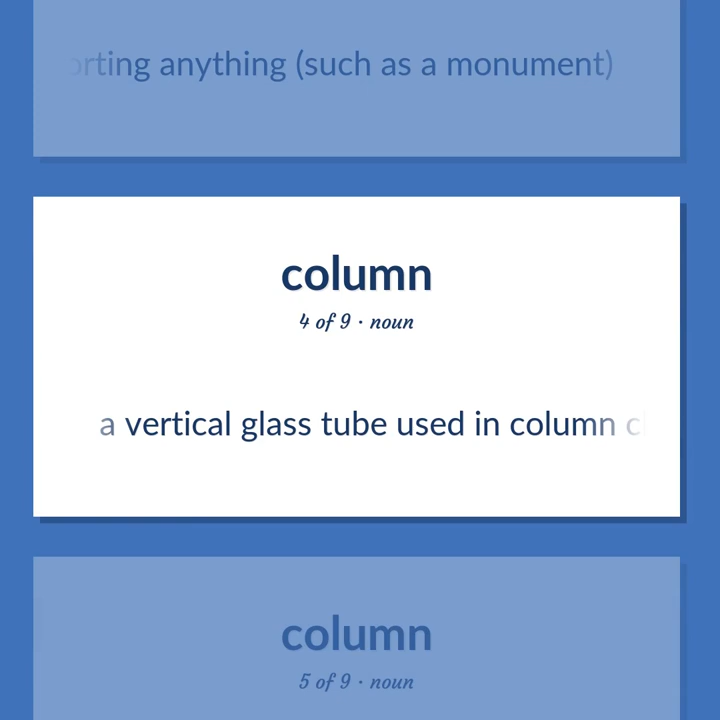 anything (such as a monument)
column
4 of 9 · noun
a vertical glass tube used in column
column
5 of 9 · noun